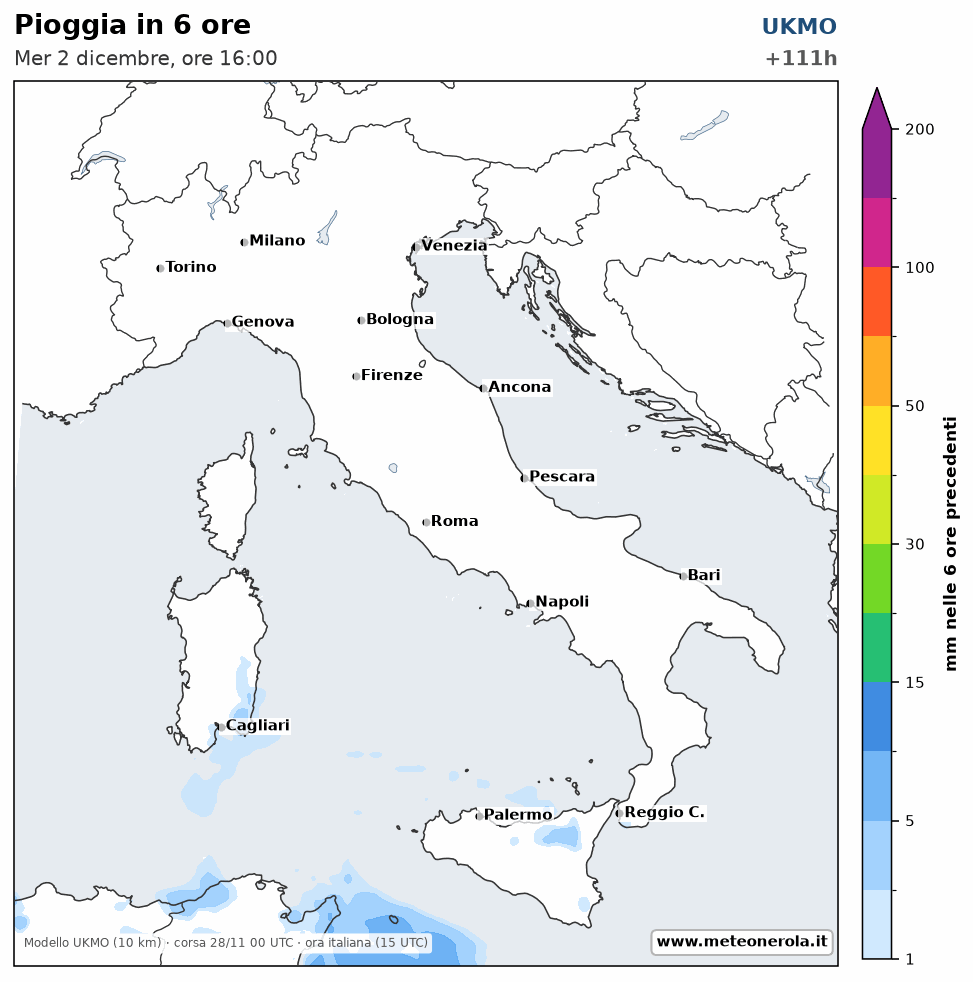 Pioggia in 6 ore
UKMO
Mer 2 dicembre, ore 16:00
+111h
Milano
Venezia
Torino
Genova
Bologna
Firenze
Ancona
Pescara
Roma
Bari
Napoli
Cagliari
Palermo
Reggio C.
Modello UKMO (10 km) · corsa 28/11 00 UTC · ora italiana (15 UTC)
www.meteonerola.it
200
100
50
30
15
5
1
mm nelle 6 ore precedenti